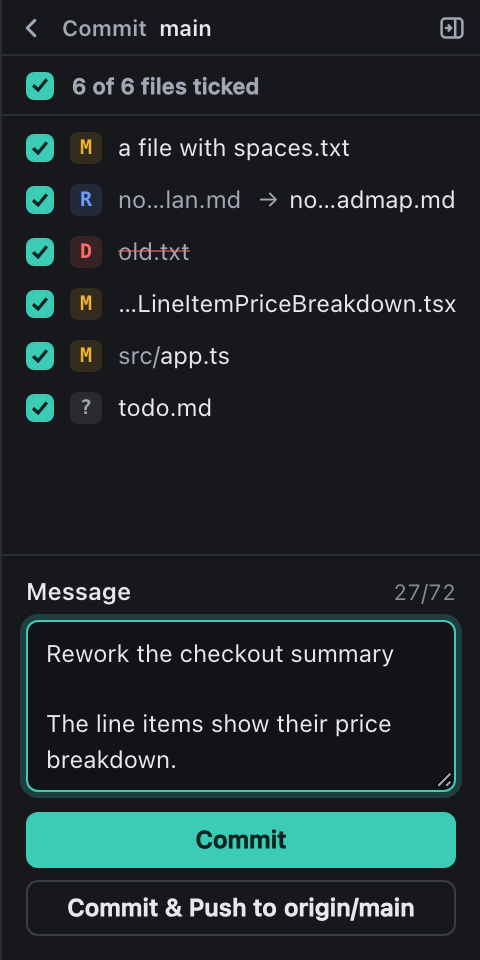 Commit main
6 of 6 files ticked
M a file with spaces.txt
R no...lan.md → no...admap.md
D old.txt
M ...LineItemPriceBreakdown.tsx
M src/app.ts
? todo.md
Message 27/72
Rework the checkout summary
The line items show their price
breakdown.
Commit
Commit & Push to origin/main